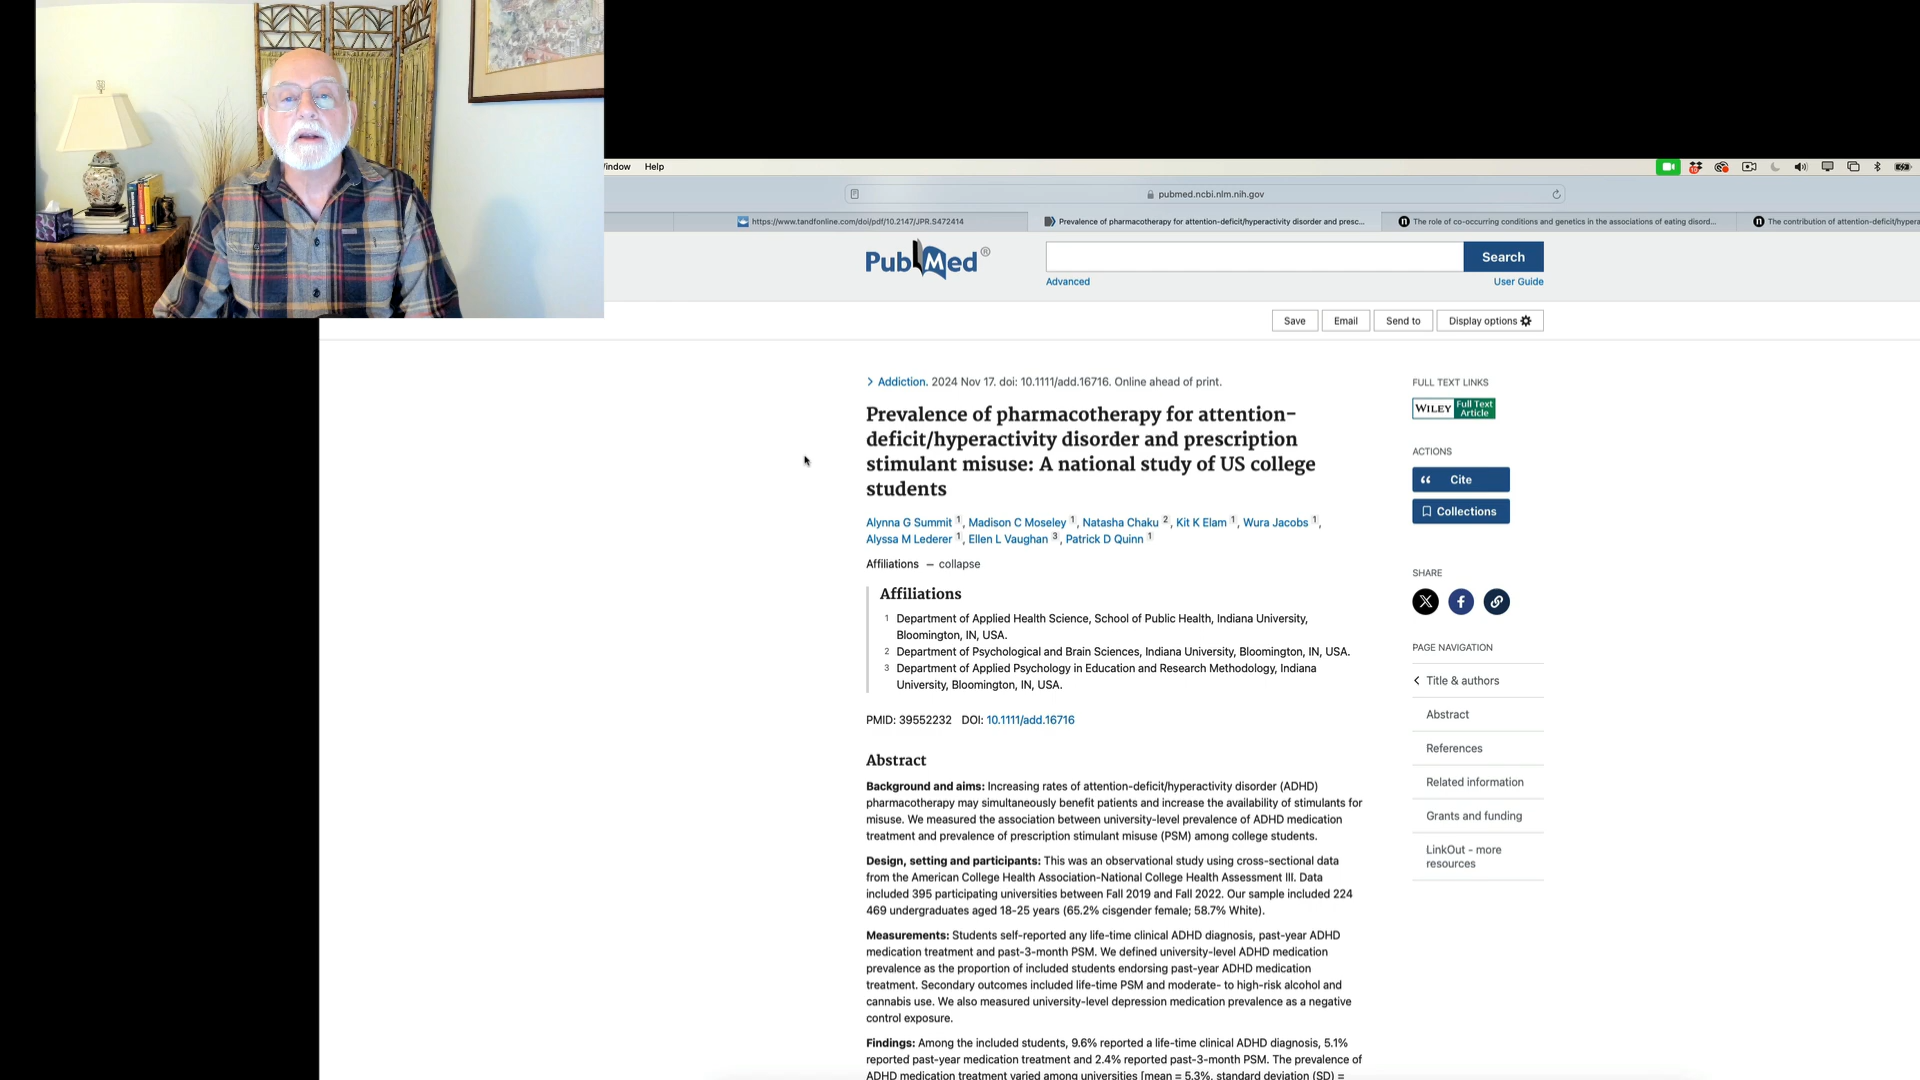 indow Help
pubmed.ncbi.nlm.nih.gov
https://www.tandfonline.com/doi/pdf/10.2147/JPR.S472414
Prevalence of pharmacotherapy for attention-deficit/hyperactivity disorder and presc...
The role of co-occurring conditions and genetics in the associations of eating disord...
The contribution of attention-deficit/hypera
PubMed®
Search
Advanced
User Guide
Save
Email
Send to
Display options
Addiction. 2024 Nov 17. doi: 10.1111/add.16716. Online ahead of print.
Prevalence of pharmacotherapy for attention-
deficit/hyperactivity disorder and prescription
stimulant misuse: A national study of US college
students
Alynna G Summit 1, Madison C Moseley 1, Natasha Chaku 2, Kit K Elam 1, Wura Jacobs 1,
Alyssa M Lederer 1, Ellen L Vaughan 3, Patrick D Quinn 1
Affiliations — collapse
Affiliations
1 Department of Applied Health Science, School of Public Health, Indiana University,
Bloomington, IN, USA.
2 Department of Psychological and Brain Sciences, Indiana University, Bloomington, IN, USA.
3 Department of Applied Psychology in Education and Research Methodology, Indiana
University, Bloomington, IN, USA.
PMID: 39552232 DOI: 10.1111/add.16716
Abstract
Background and aims: Increasing rates of attention-deficit/hyperactivity disorder (ADHD)
pharmacotherapy may simultaneously benefit patients and increase the availability of stimulants for
misuse. We measured the association between university-level prevalence of ADHD medication
treatment and prevalence of prescription stimulant misuse (PSM) among college students.
Design, setting and participants: This was an observational study using cross-sectional data
from the American College Health Association-National College Health Assessment III. Data
included 395 participating universities between Fall 2019 and Fall 2022. Our sample included 224
469 undergraduates aged 18-25 years (65.2% cisgender female; 58.7% White).
Measurements: Students self-reported any life-time clinical ADHD diagnosis, past-year ADHD
medication treatment and past-3-month PSM. We defined university-level ADHD medication
prevalence as the proportion of included students endorsing past-year ADHD medication
treatment. Secondary outcomes included life-time PSM and moderate- to high-risk alcohol and
cannabis use. We also measured university-level depression medication prevalence as a negative
control exposure.
Findings: Among the included students, 9.6% reported a life-time clinical ADHD diagnosis, 5.1%
reported past-year medication treatment and 2.4% reported past-3-month PSM. The prevalence of
ADHD medication treatment varied among universities [mean = 5.3%, standard deviation (SD) =
FULL TEXT LINKS
WILEY Full Text
Article
ACTIONS
Cite
Collections
SHARE
PAGE NAVIGATION
Title & authors
Abstract
References
Related information
Grants and funding
LinkOut - more
resources